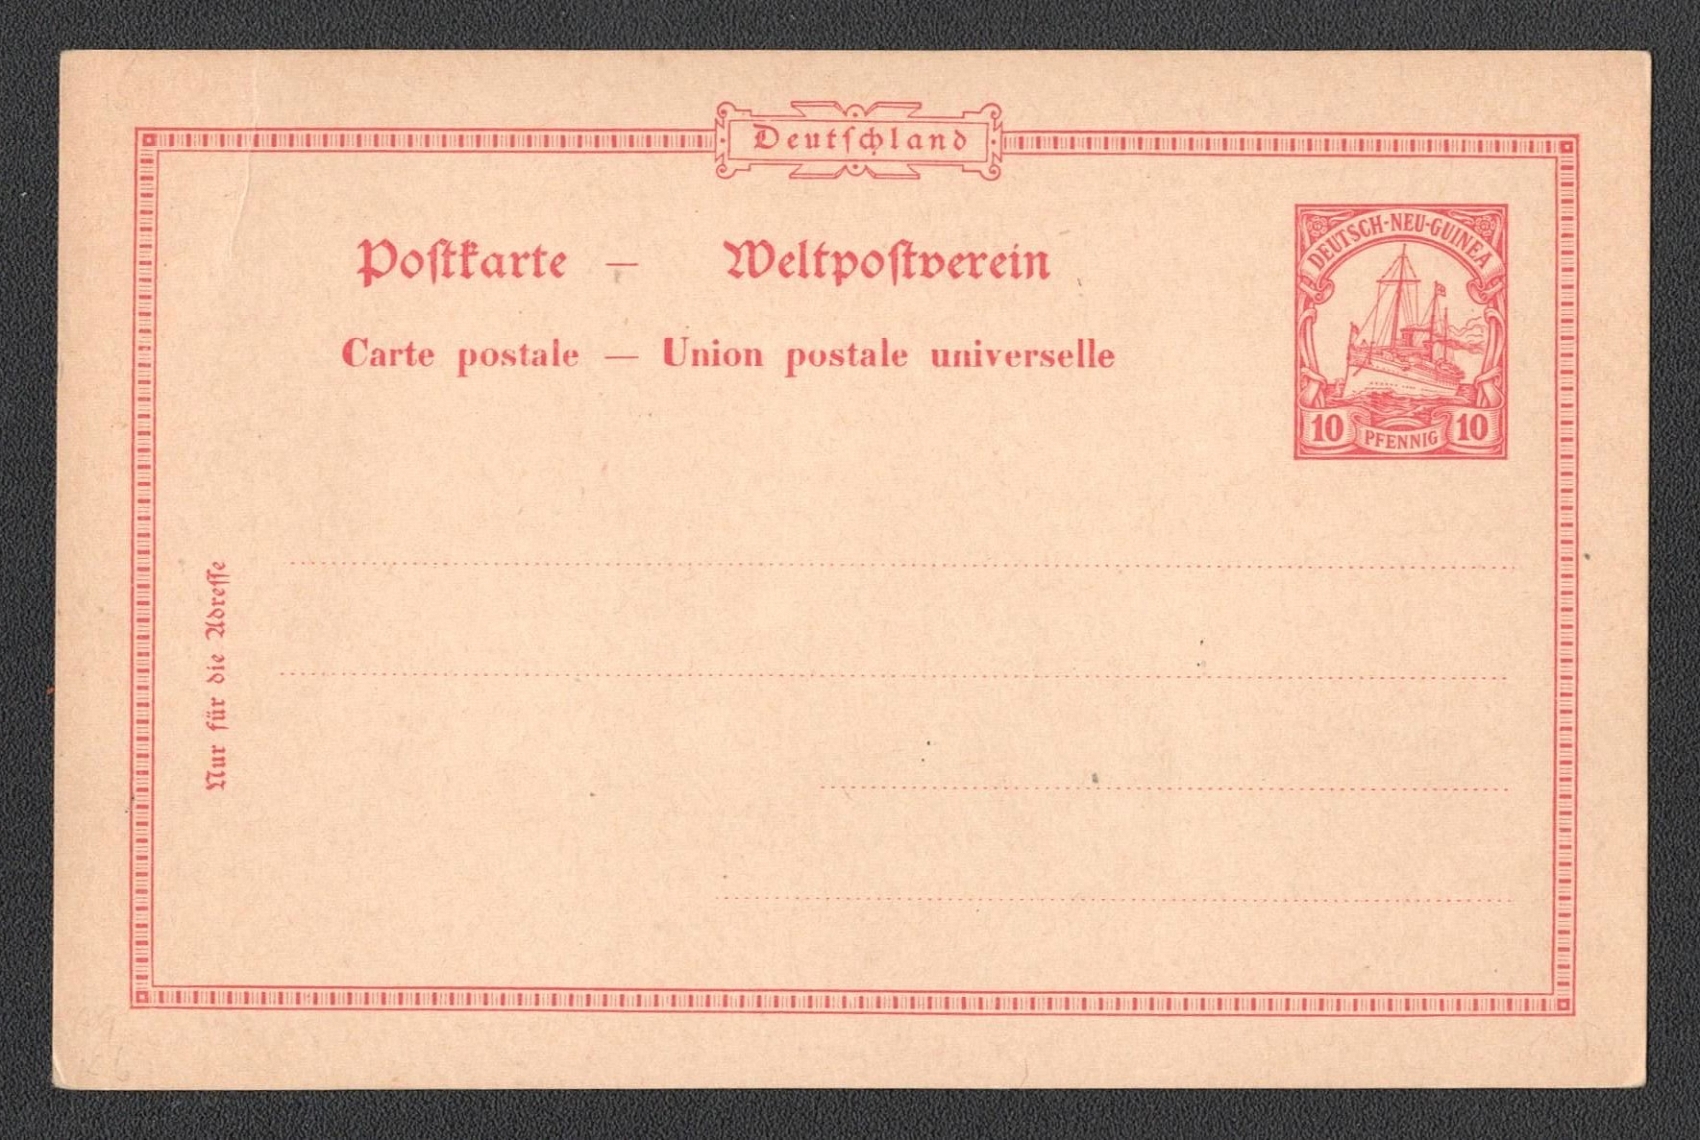 Deutschland
Postkarte — Weltpostverein
Carte postale — Union postale universelle
DEUTSCH-NEU-GUINEA
10 PFENNIG 10
Nur für die Adresse